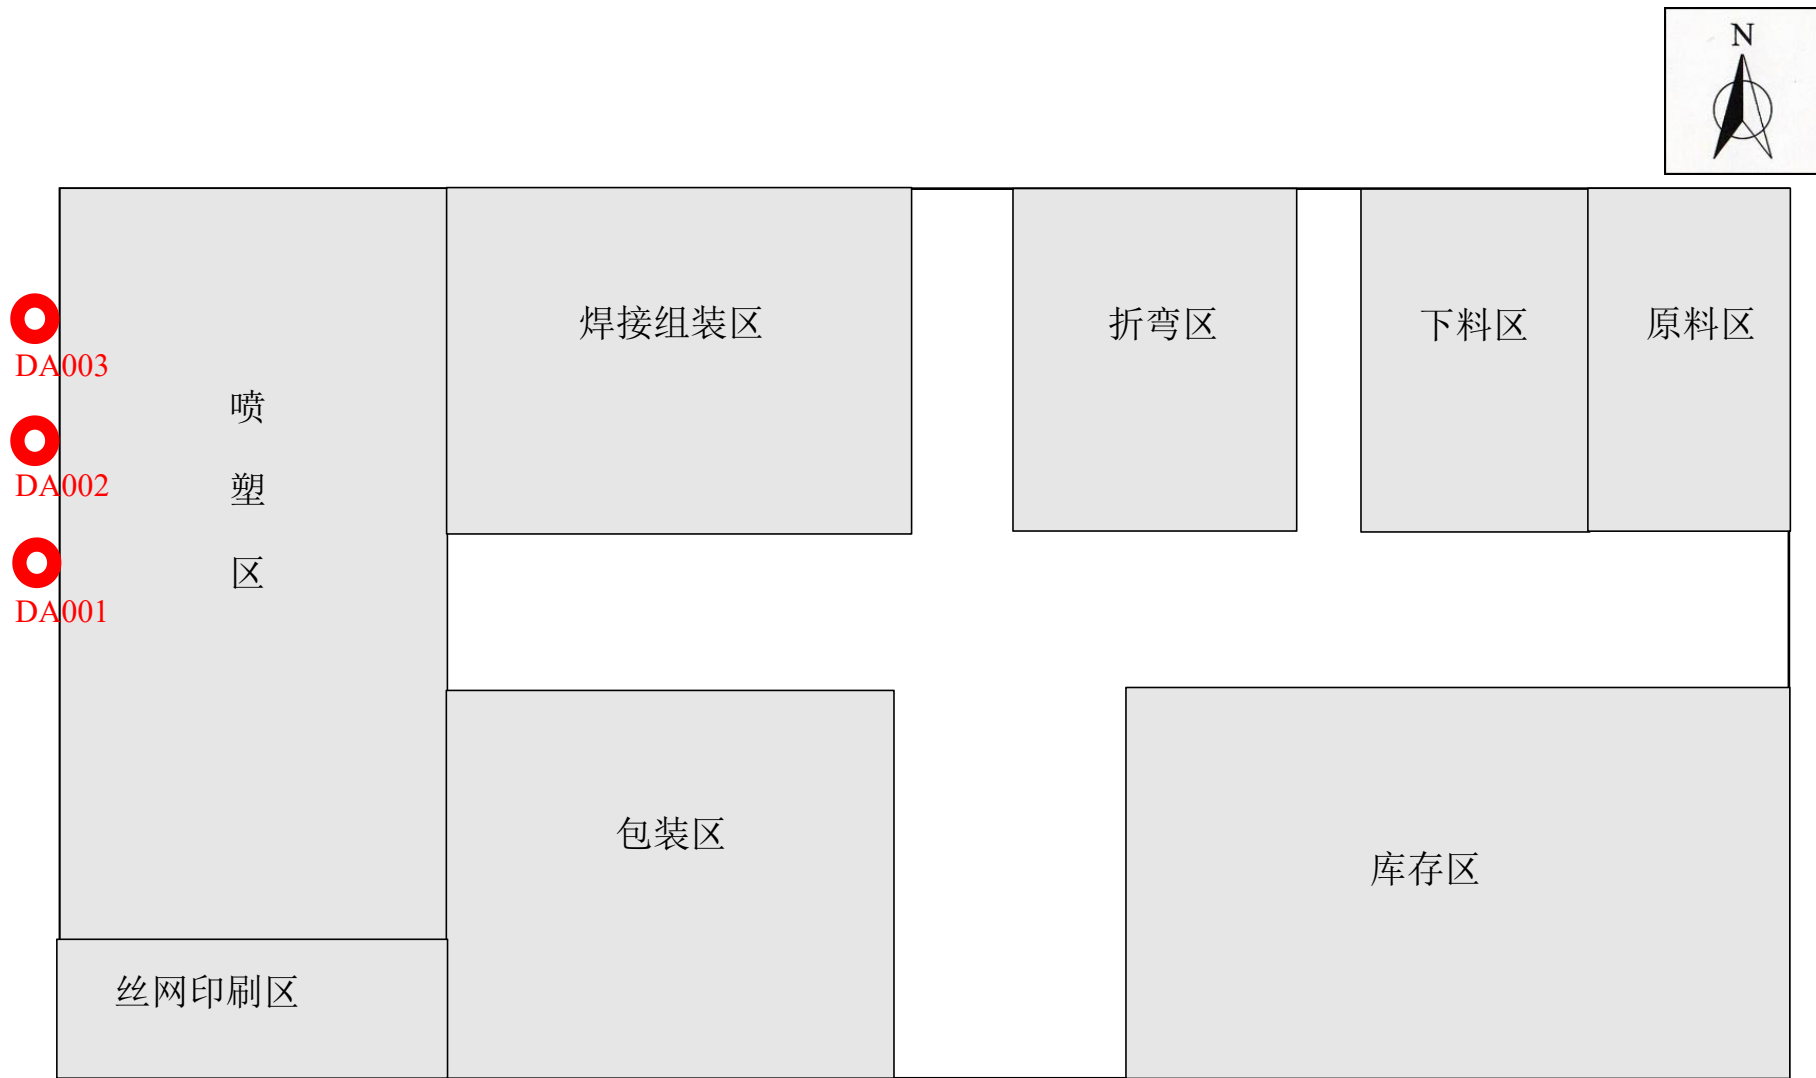 N
焊接组装区
折弯区
下料区
原料区
DA003
喷
塑
区
DA002
DA001
包装区
库存区
丝网印刷区